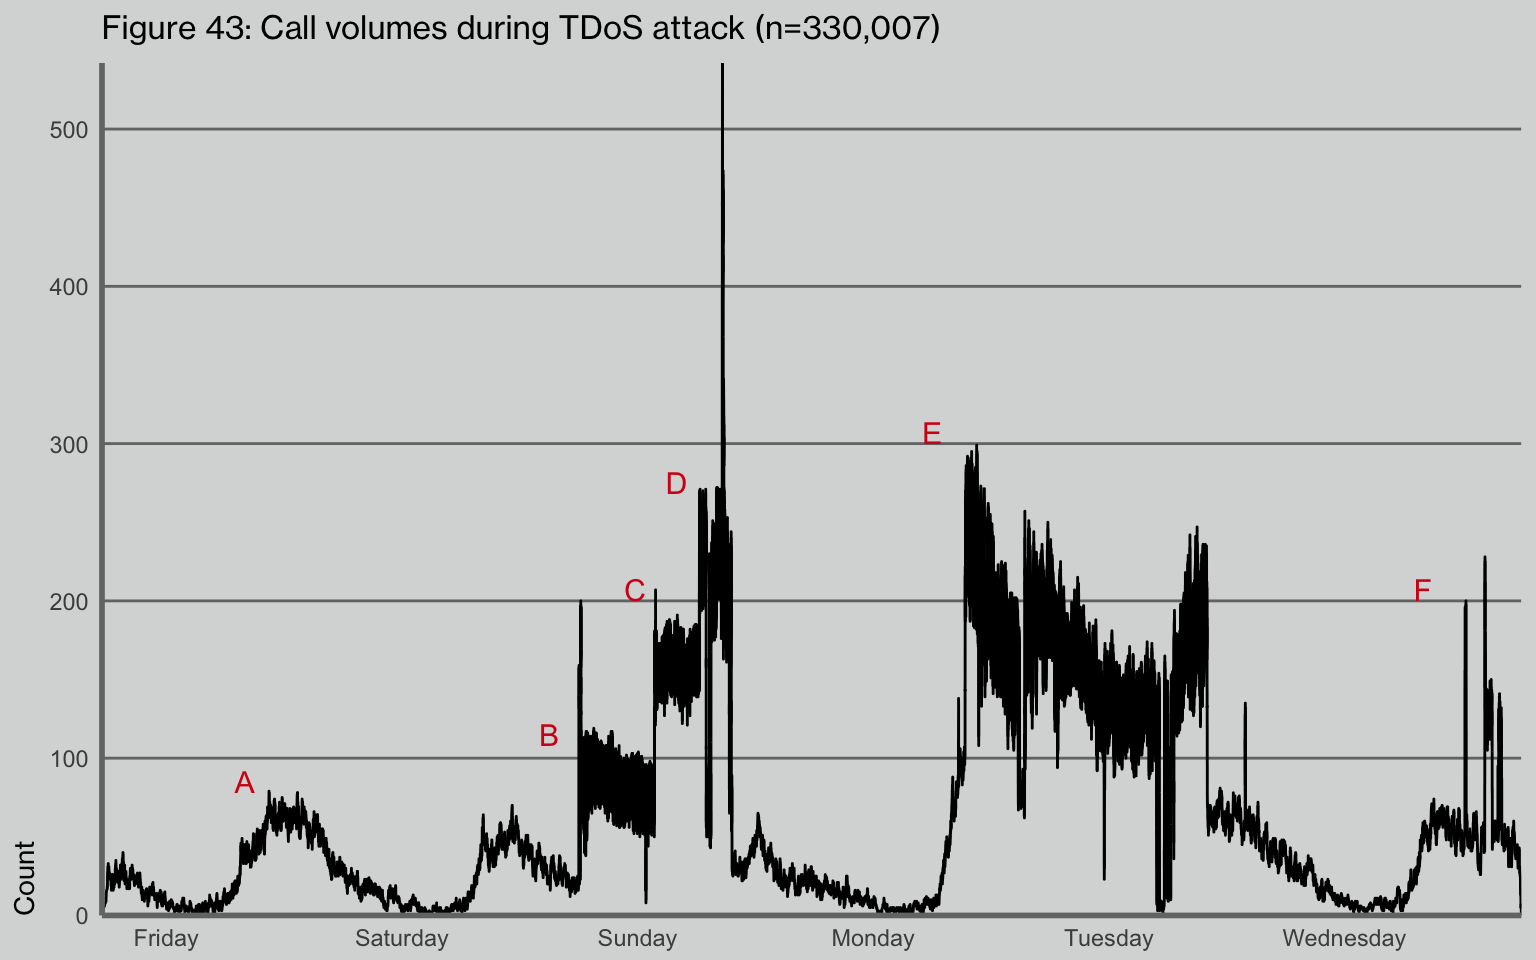 Figure 43: Call volumes during TDoS attack (n=330,007)
500
400
300
200
100
0
Count
A
B
C
D
E
F
Friday
Saturday
Sunday
Monday
Tuesday
Wednesday